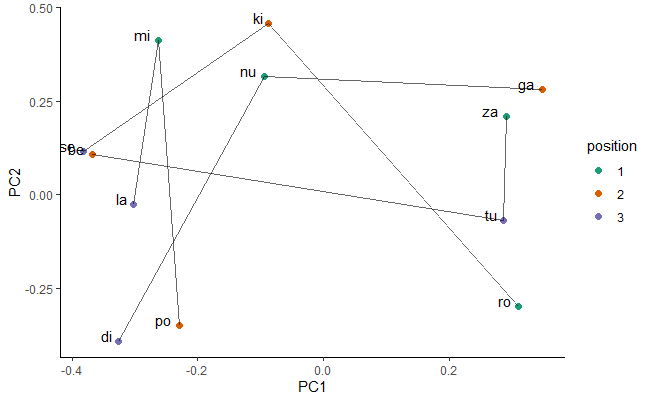 0.50
0.25
0.00
-0.25
PC2
-0.4
-0.2
0.0
0.2
PC1
ki
mi
nu
ga
za
be
la
tu
ro
po
di
position
1
2
3